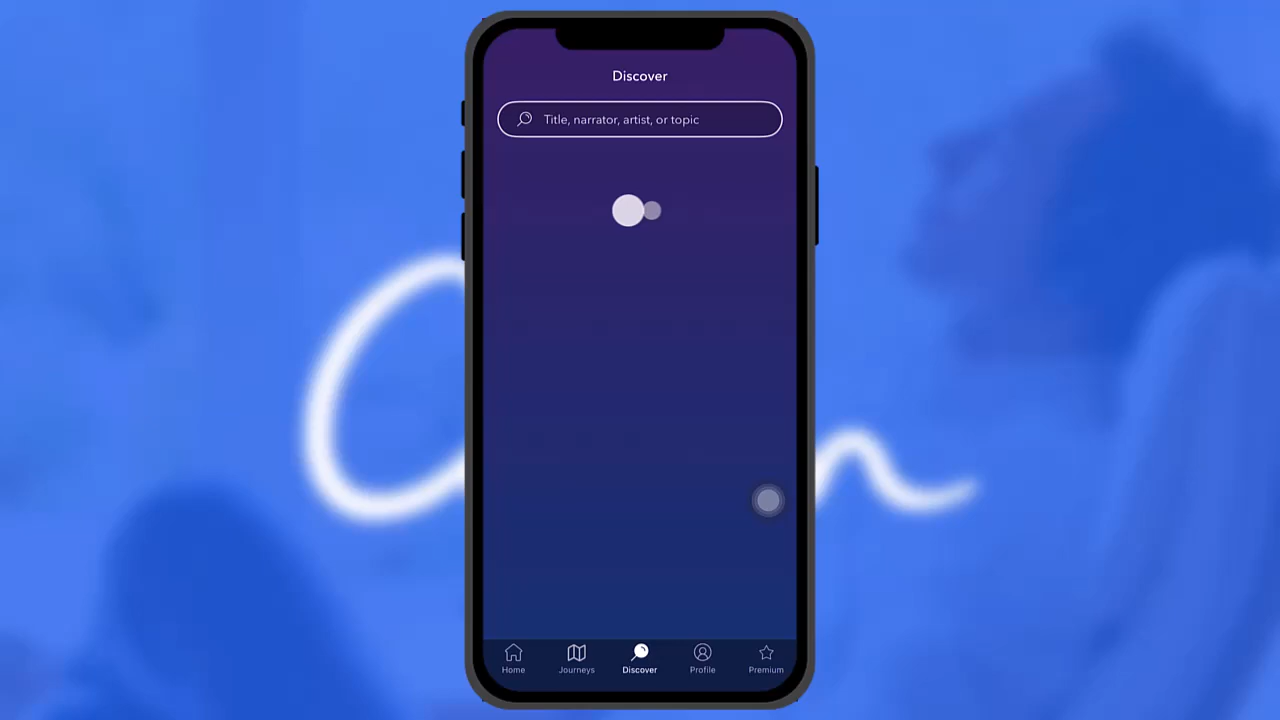 Discover
Title, narrator, artist, or topic
Home
Journeys
Discover
Profile
Premium